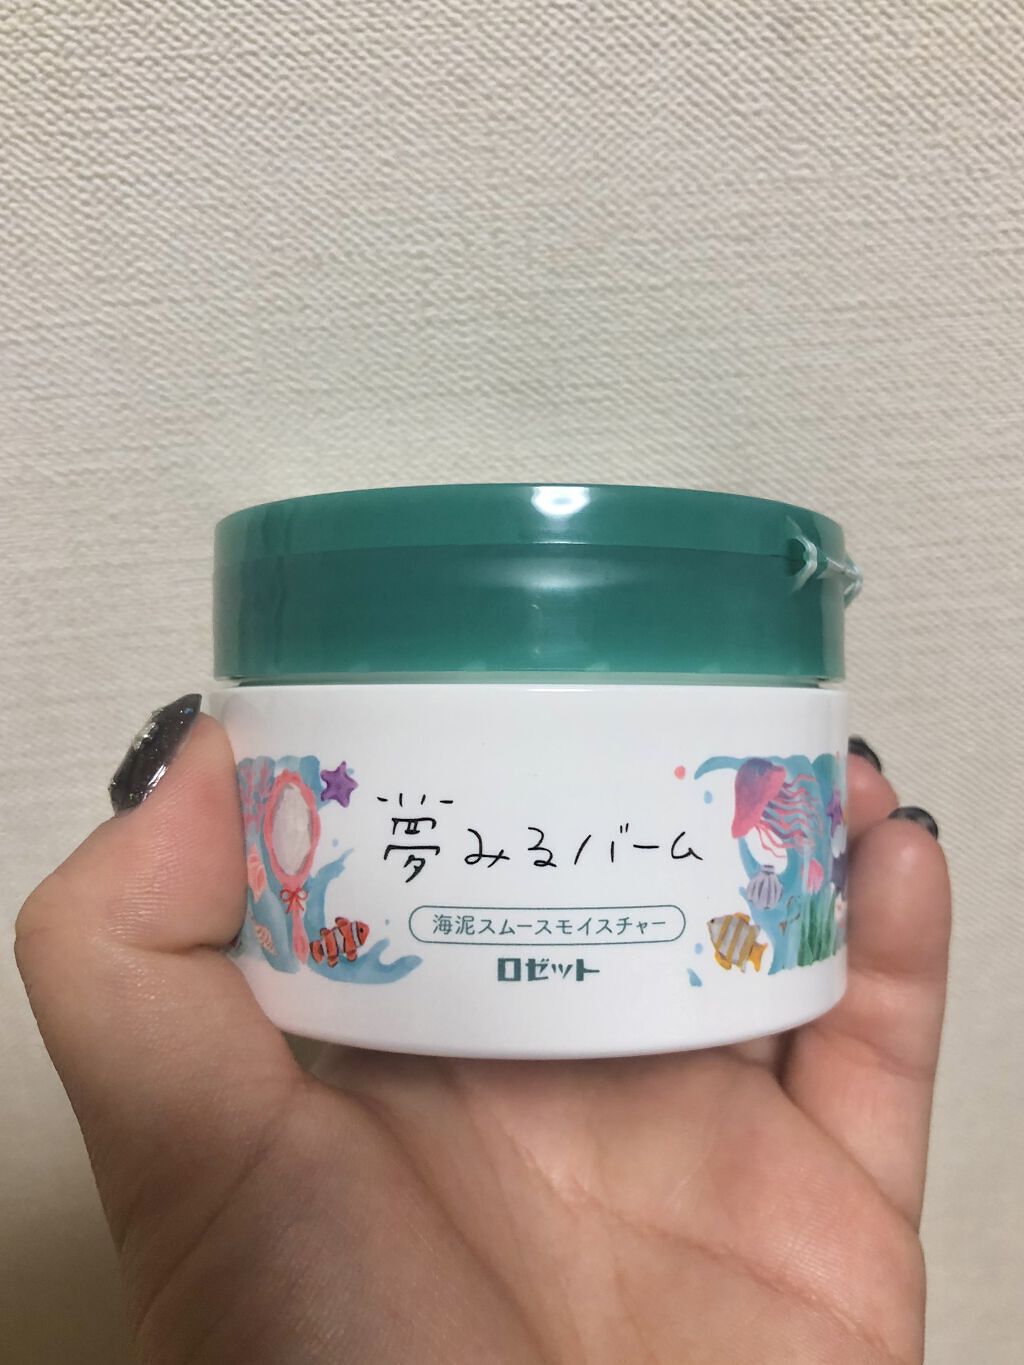 夢みるバーム
海泥スムースモイスチャー
ロゼット